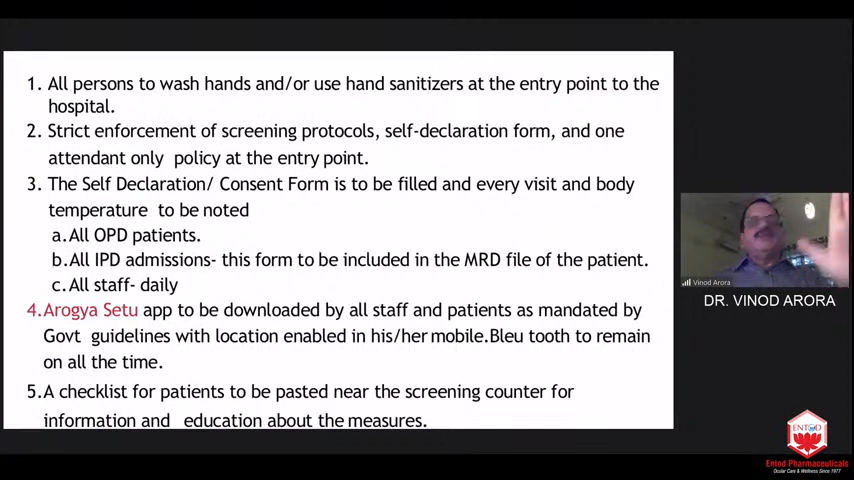 1. All persons to wash hands and/or use hand sanitizers at the entry point to the
hospital.
2. Strict enforcement of screening protocols, self-declaration form, and one
attendant only policy at the entry point.
3. The Self Declaration/ Consent Form is to be filled and every visit and body
temperature to be noted
a.All OPD patients.
b.All IPD admissions- this form to be included in the MRD file of the patient.
c.All staff- daily
4.Arogya Setu app to be downloaded by all staff and patients as mandated by
Govt guidelines with location enabled in his/her mobile.Bleu tooth to remain
on all the time.
5.A checklist for patients to be pasted near the screening counter for
information and education about the measures.
Vinod Arora
DR. VINOD ARORA
ENTOD
Entod Pharmaceuticals
Ocular Care & Wellness Since 1977